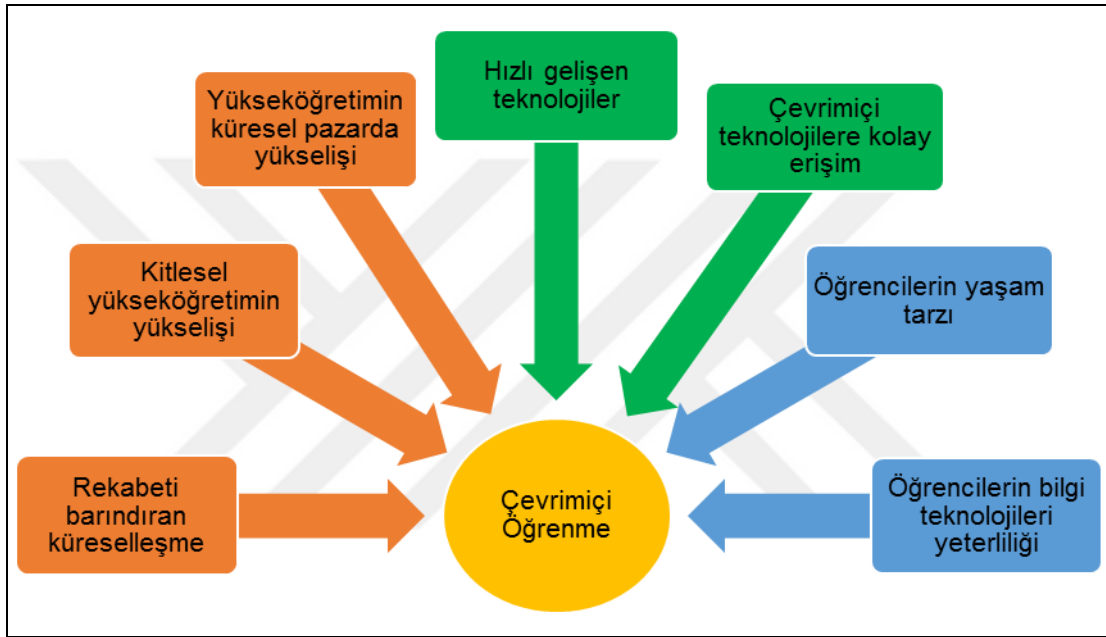 Hızlı gelişen
teknolojiler
Yükseköğretimin
küresel pazarda
yükselişi
Çevrimiçi
teknolojilere kolay
erişim
Kitlesel
yükseköğretimin
yükselişi
Öğrencilerin yaşam
tarzı
Rekabeti
barındıran
küreselleşme
Çevrimiçi
Öğrenme
Öğrencilerin bilgi
teknolojileri
yeterliliği